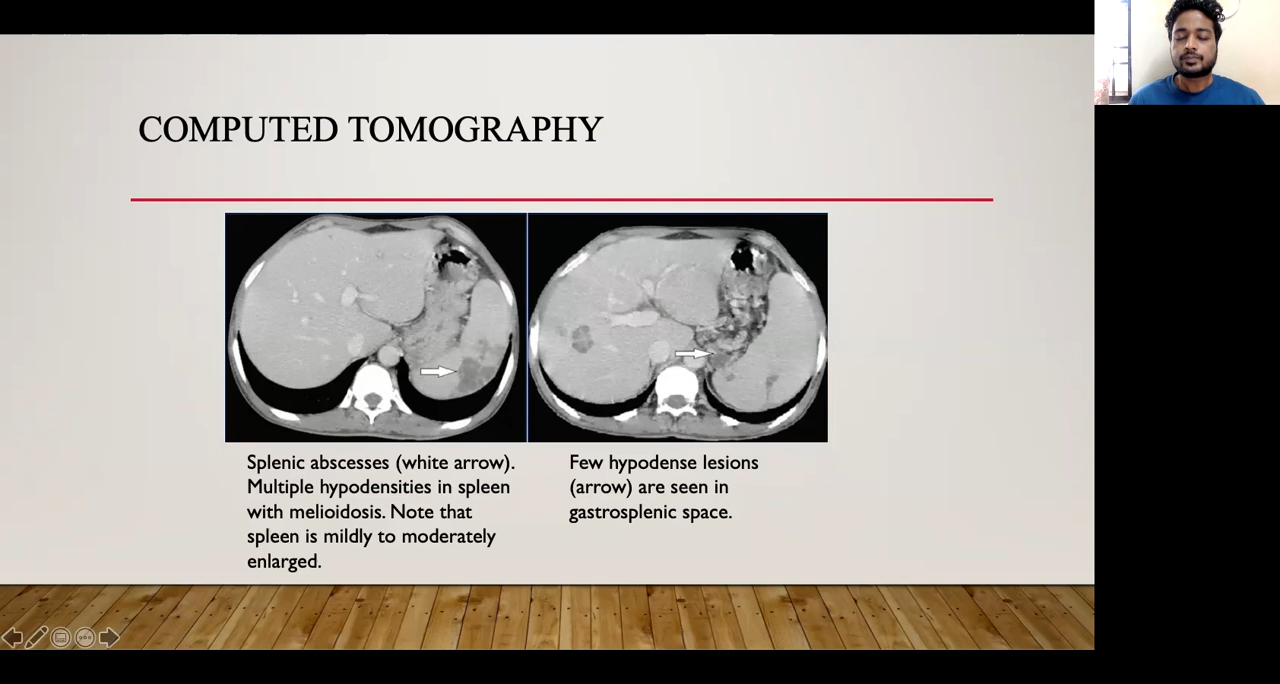 COMPUTED TOMOGRAPHY
Splenic abscesses (white arrow).
Multiple hypodensities in spleen
with melioidosis. Note that
spleen is mildly to moderately
enlarged.
Few hypodense lesions
(arrow) are seen in
gastrosplenic space.